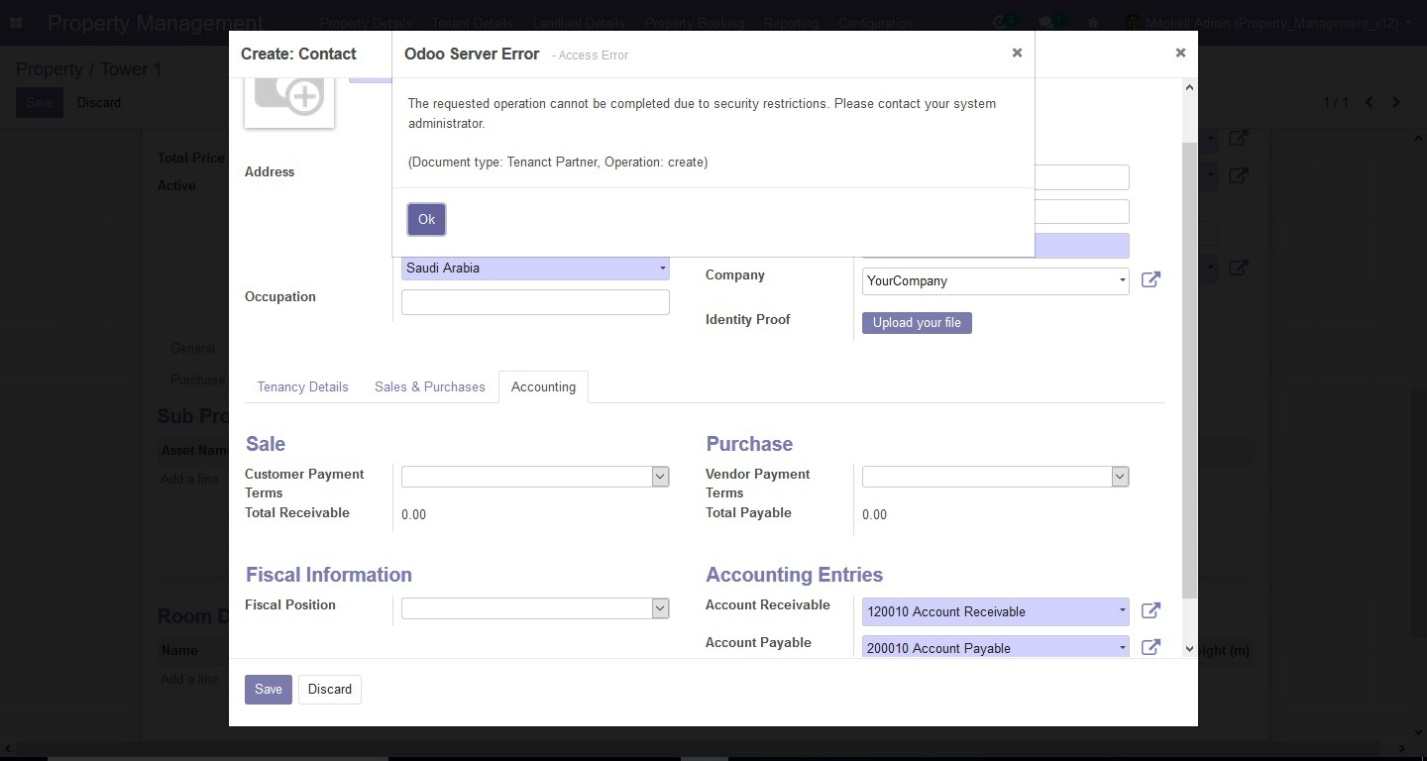 Property Management
Property Details Tenant Details Landlord Details Property Booking Reporting Configuration
2
1
Mitchell Admin (Property_Management_v12)
Property / Tower 1
Save Discard
1 / 1
Create: Contact
Odoo Server Error - Access Error
×
×
The requested operation cannot be completed due to security restrictions. Please contact your system
administrator.
(Document type: Tenanct Partner, Operation: create)
Ok
Total Price
Active
Address
Saudi Arabia
Company
YourCompany
Occupation
Identity Proof
Upload your file
General
Purchase
Tenancy Details Sales & Purchases Accounting
Sub Pro
Asset Nam
Add a line
Sale
Purchase
Customer Payment
Terms
Vendor Payment
Terms
Total Receivable
0.00
Total Payable
0.00
Fiscal Information
Accounting Entries
Fiscal Position
Account Receivable
120010 Account Receivable
Account Payable
200010 Account Payable
Room D
Name
eight (m)
Add a line
Save Discard